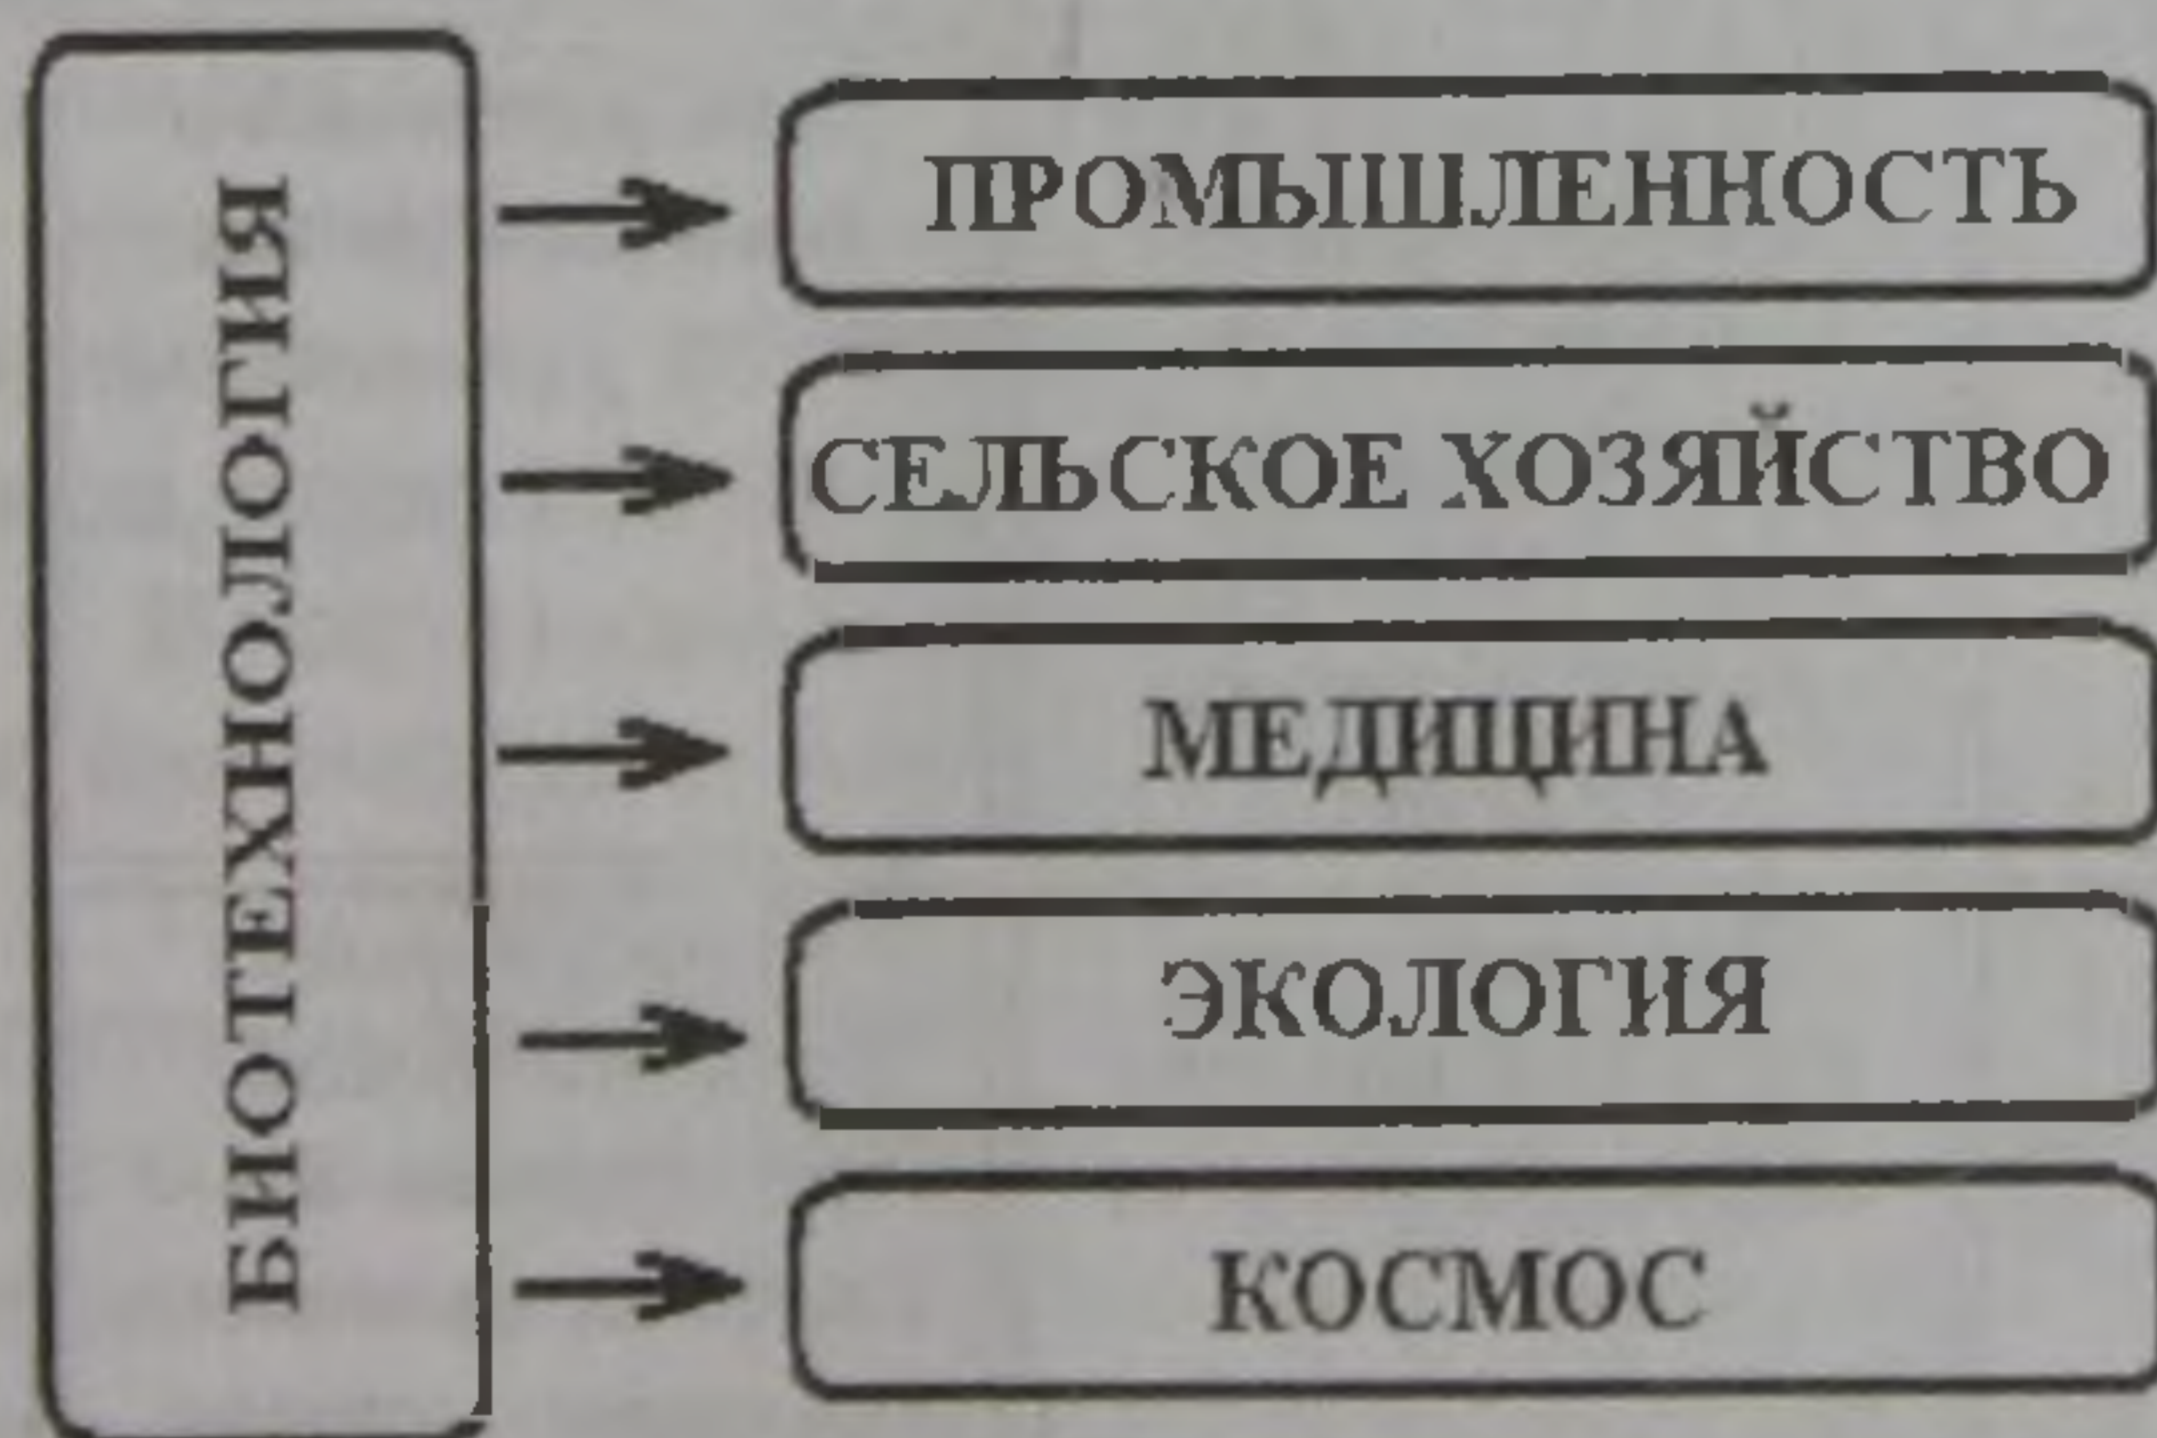 БИОТЕХНОЛОГИЯ
ПРОМЫШЛЕННОСТЬ
СЕЛЬСКОЕ ХОЗЯЙСТВО
МЕДИЦИНА
ЭКОЛОГИЯ
КОСМОС